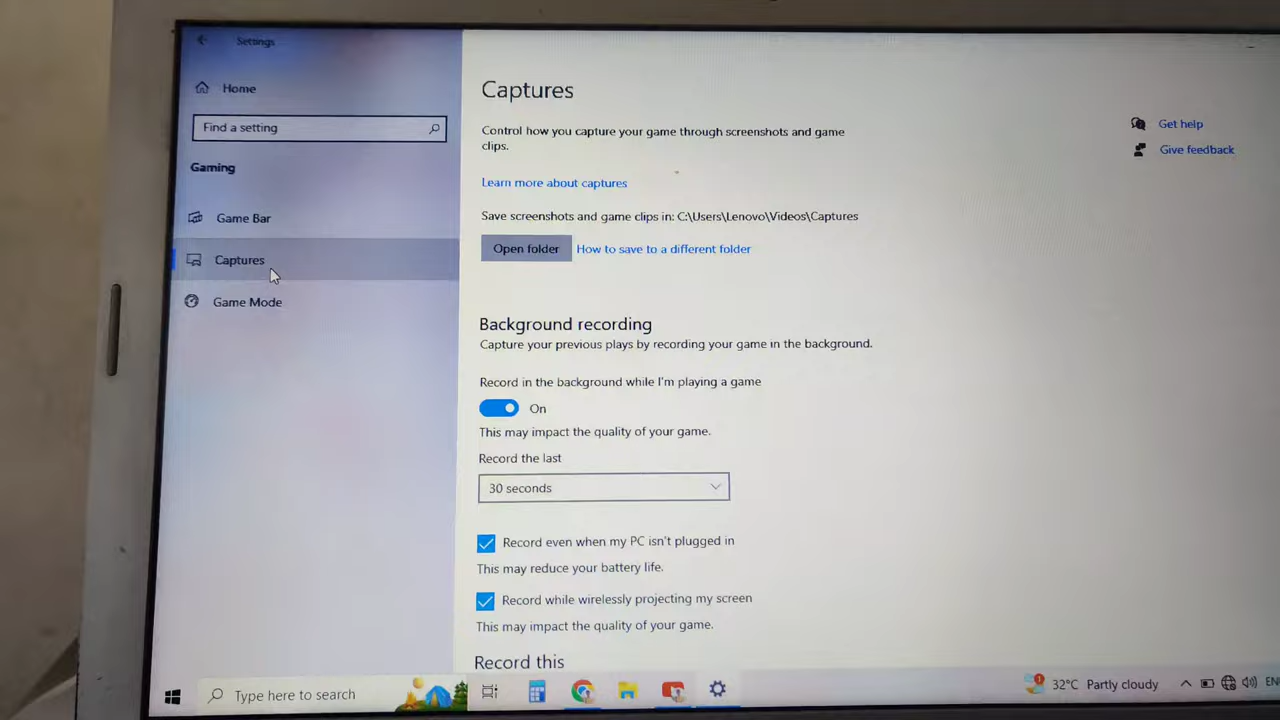 Settings
Home
Find a setting
Gaming
Game Bar
Captures
Game Mode
Captures
Control how you capture your game through screenshots and game
clips.
Learn more about captures
Save screenshots and game clips in: C:\Users\Lenovo\Videos\Captures
Open folder
How to save to a different folder
Background recording
Capture your previous plays by recording your game in the background.
Record in the background while I'm playing a game
On
This may impact the quality of your game.
Record the last
30 seconds
Record even when my PC isn't plugged in
This may reduce your battery life.
Record while wirelessly projecting my screen
This may impact the quality of your game.
Record this
Get help
Give feedback
Type here to search
1
32°C Partly cloudy
EN